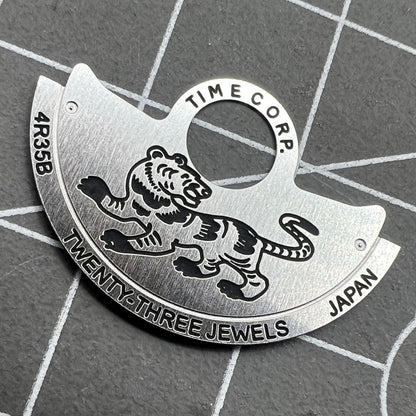 TIME CORP.
4R35B
TWENTY-THREE JEWELS
JAPAN